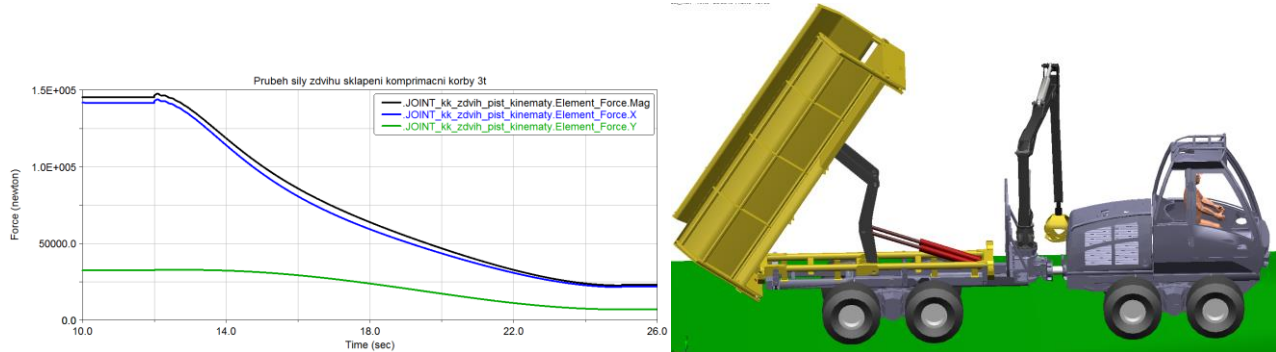 Prubeh sily zdvihu sklapeni komprimacni korby 3t
1.5E+005
1.0E+005
50000.0
0.0
Force (newton)
.JOINT_kk_zdvih_pist_kinematy.Element_Force.Mag
.JOINT_kk_zdvih_pist_kinematy.Element_Force.X
.JOINT_kk_zdvih_pist_kinematy.Element_Force.Y
10.0 14.0 18.0 22.0 26.0
Time (sec)